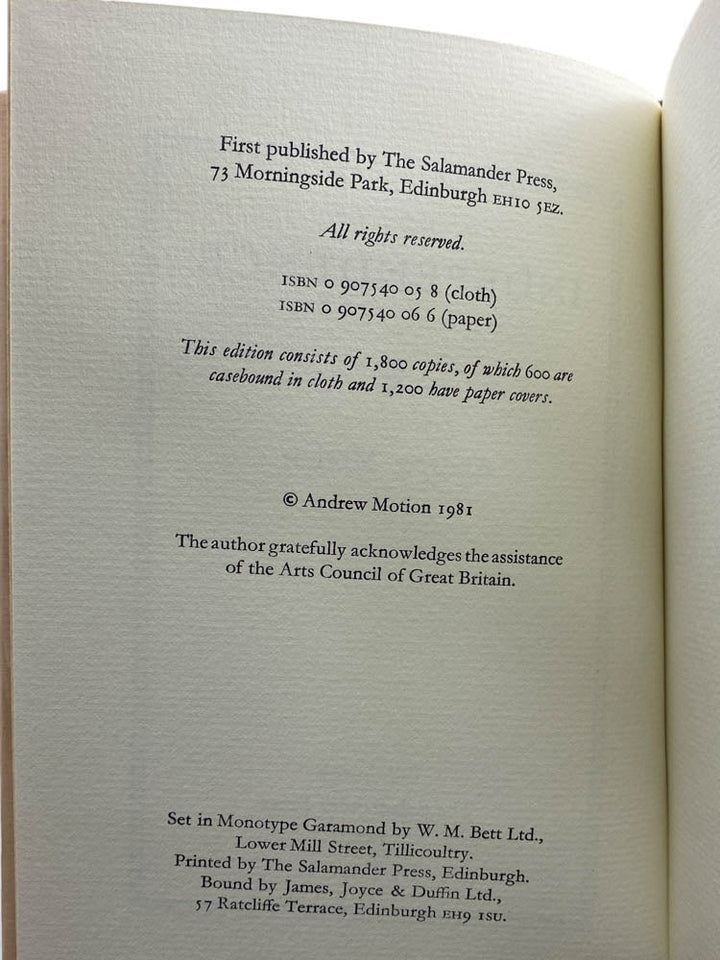 First published by The Salamander Press,
73 Morningside Park, Edinburgh EH10 5EZ.
All rights reserved.
ISBN 0 907540 05 8 (cloth)
ISBN 0 907540 06 6 (paper)
This edition consists of 1,800 copies, of which 600 are
casebound in cloth and 1,200 have paper covers.
© Andrew Motion 1981
The author gratefully acknowledges the assistance
of the Arts Council of Great Britain.
Set in Monotype Garamond by W. M. Bett Ltd.,
Lower Mill Street, Tillicoultry.
Printed by The Salamander Press, Edinburgh.
Bound by James, Joyce & Duffin Ltd.,
57 Ratcliffe Terrace, Edinburgh EH9 1SU.